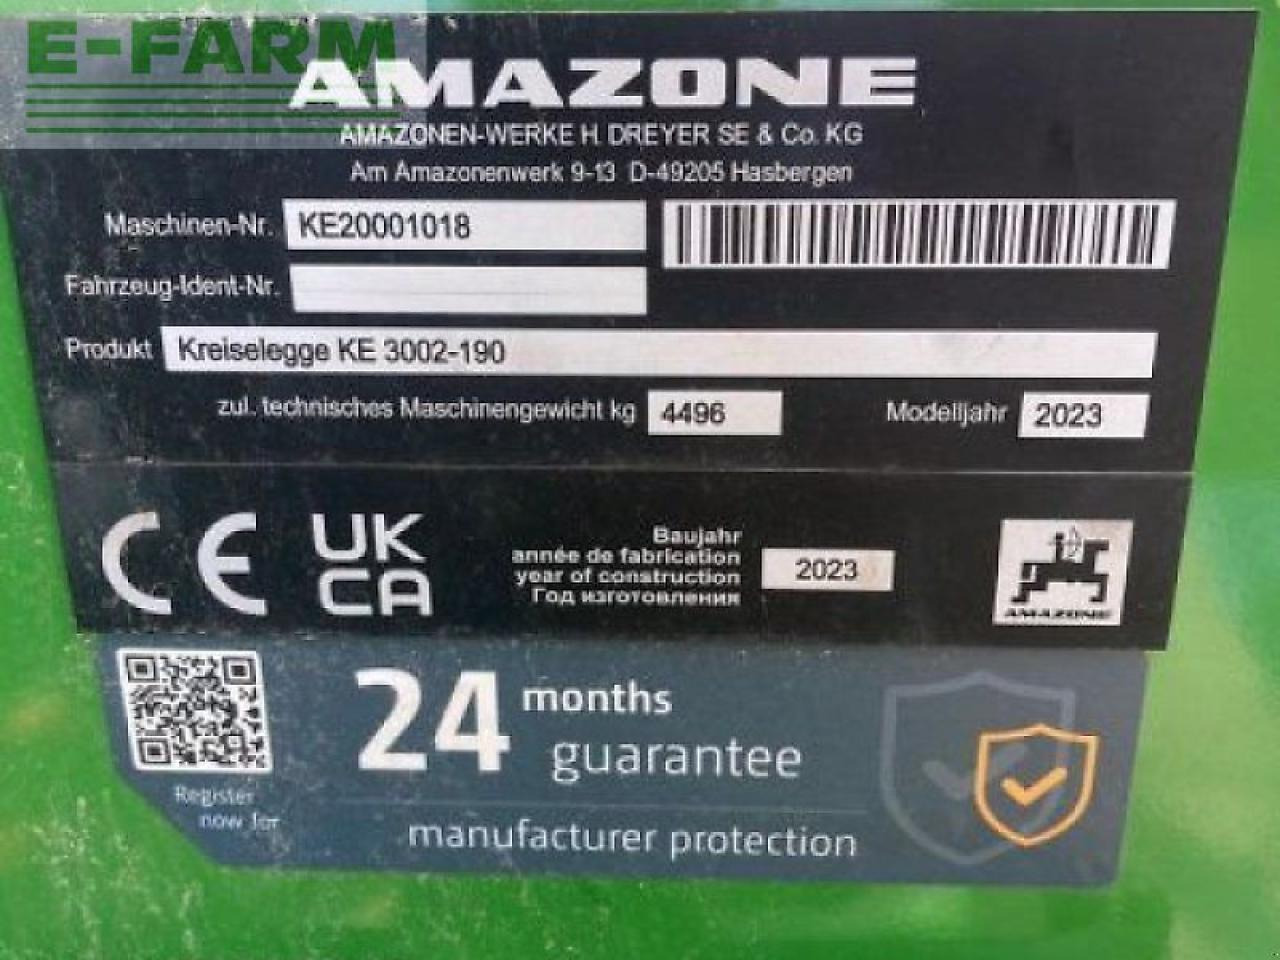 E-FARM
AMAZONE
AMAZONEN-WERKE H. DREYER SE & Co. KG
Am Amazonenwerk 9-13 D-49205 Hasbergen
Maschinen-Nr. KE20001018
Fahrzeug-Ident-Nr.
Produkt Kreiselegge KE 3002-190
zul. technisches Maschinengewicht kg 4496 Modelljahr 2023
CE UK CA
Baujahr
année de fabrication
year of construction
Год изготовления
2023
AMAZONE
24 months
guarantee
Register
now for
manufacturer protection